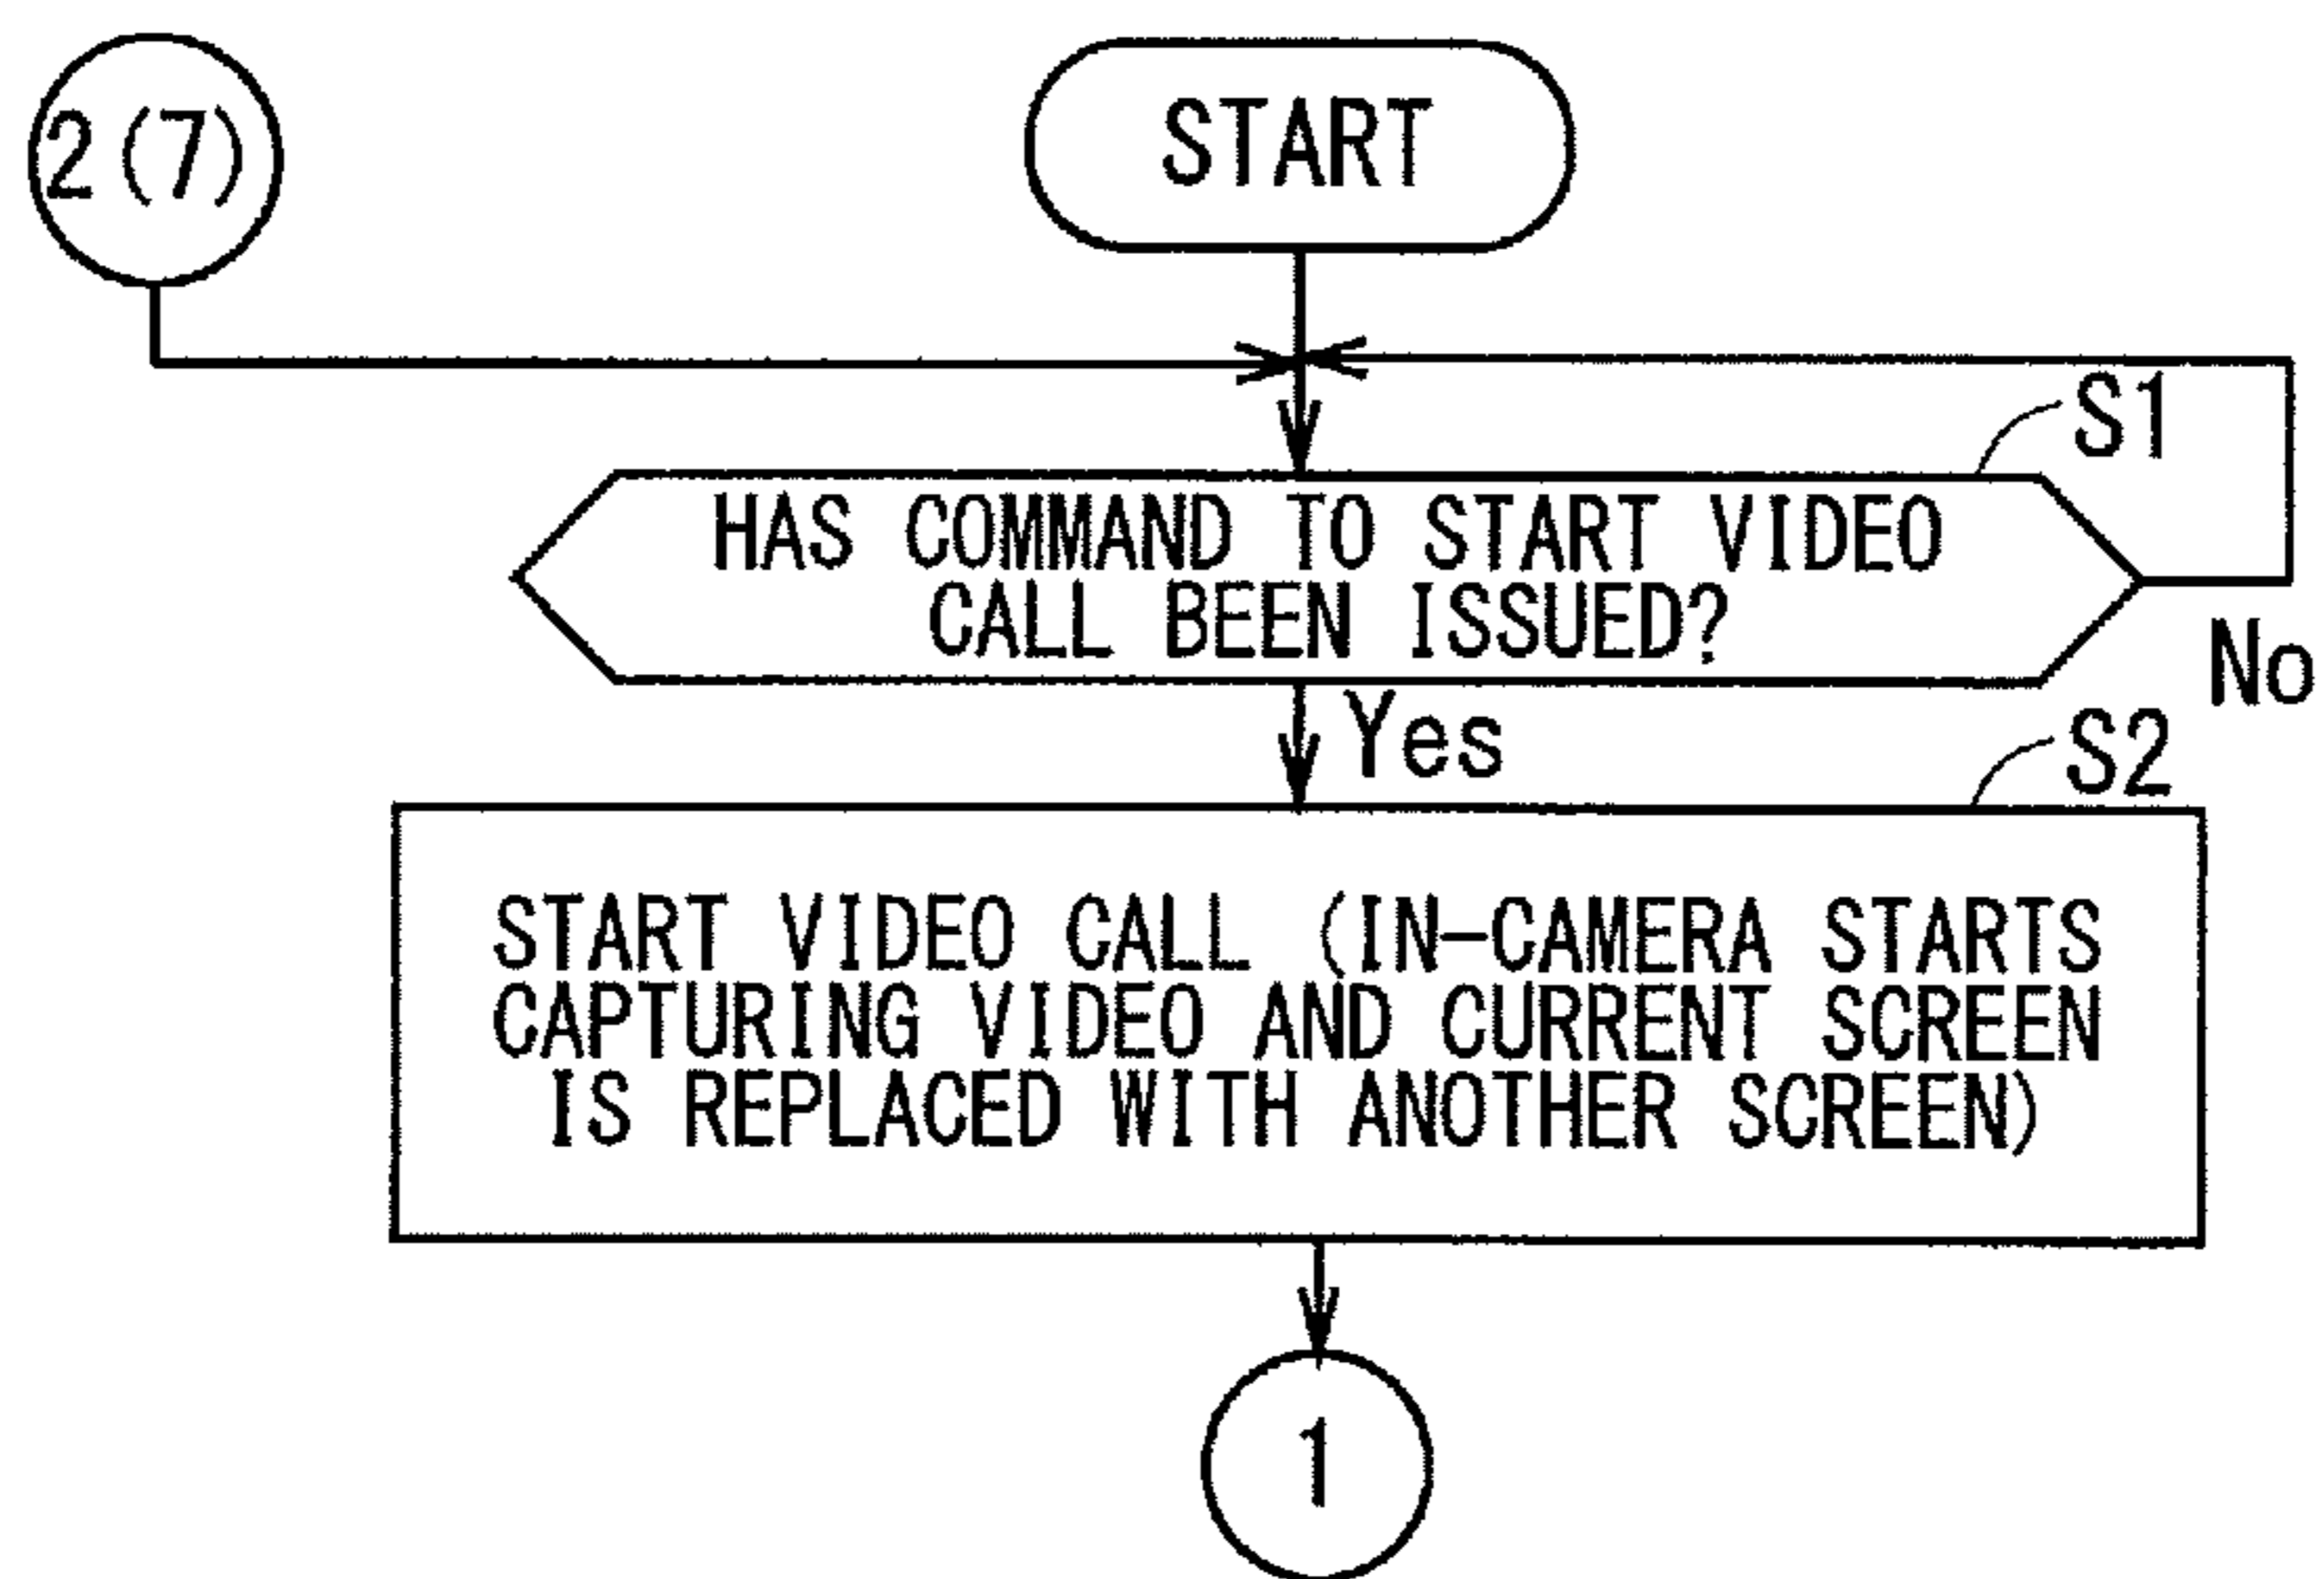 2(7)
START
S1
HAS COMMAND TO START VIDEO
CALL BEEN ISSUED?
No
Yes
S2
START VIDEO CALL (IN-CAMERA STARTS
CAPTURING VIDEO AND CURRENT SCREEN
IS REPLACED WITH ANOTHER SCREEN)
1